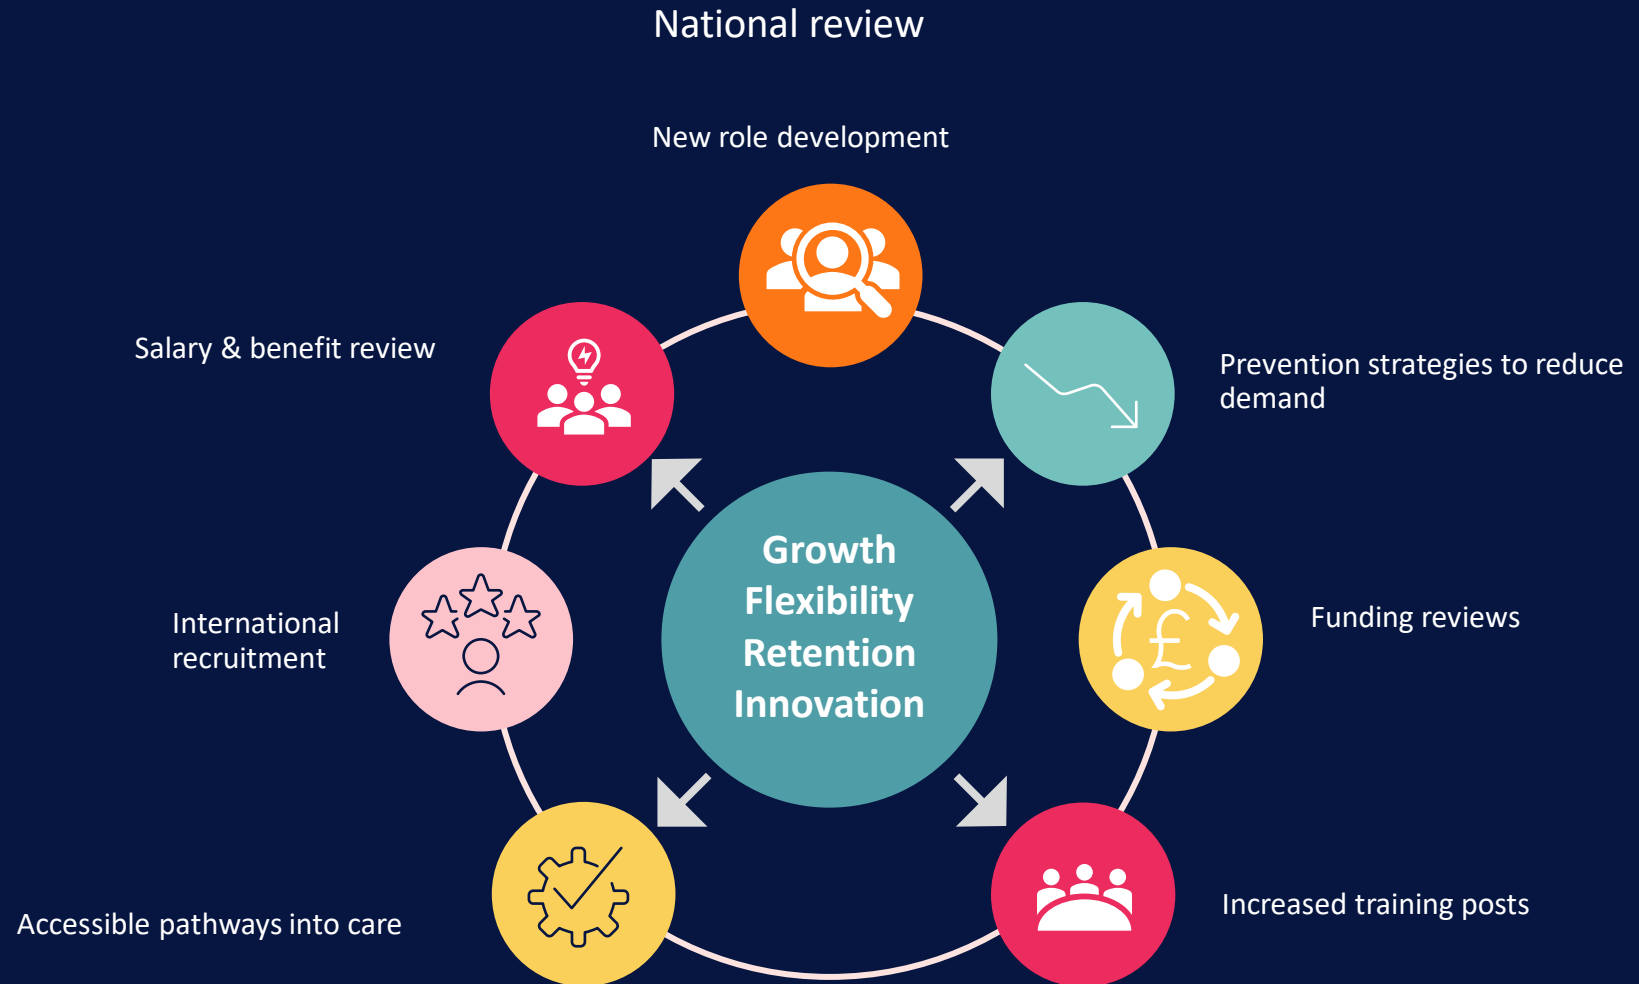 National review
New role development
Salary & benefit review
Prevention strategies to reduce
demand
Growth
Flexibility
Retention
Innovation
International
recruitment
£
Funding reviews
Accessible pathways into care
Increased training posts